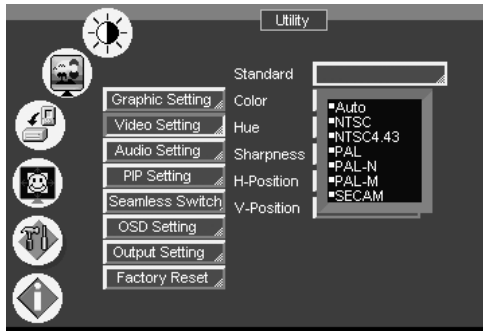 Utility
Standard
Graphic Setting
Color
Video Setting
Hue
Audio Setting
Sharpness
PIP Setting
H-Position
Seamless Switch
V-Position
OSD Setting
Output Setting
Factory Reset
Auto
NTSC
NTSC4.43
PAL
PAL-N
PAL-M
SECAM